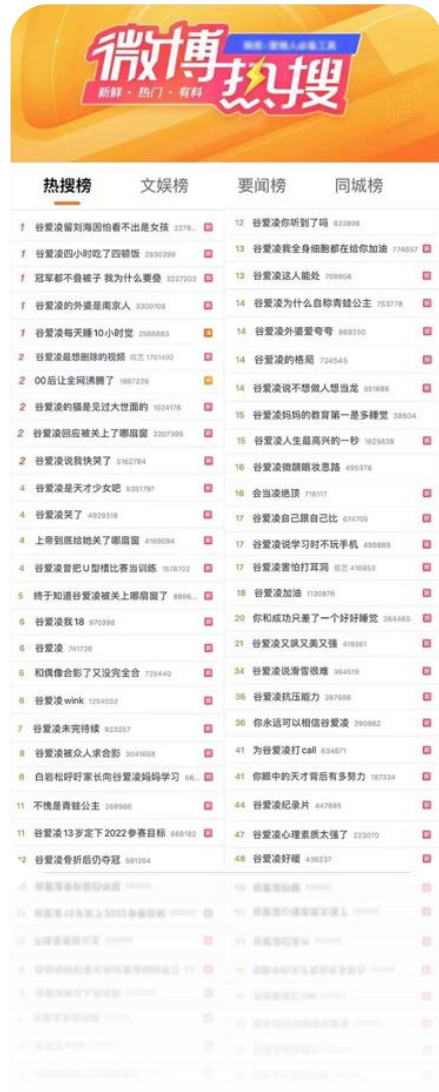 微博热搜
新鲜·热门·有料
热搜榜 文娱榜 要闻榜 同城榜
1 谷爱凌留刘海因怕看不出是女孩 2279...
1 谷爱凌四小时吃了四顿饭 2930398
1 冠军都不叠被子 我为什么要叠 3227203
1 谷爱凌的外婆是南京人 3300109
1 谷爱凌每天睡10小时觉 2566683
2 谷爱凌最想删除的视频 综艺 1761490
2 00后让全网沸腾了 1867226
2 谷爱凌的猫是见过大世面的 1024176
2 谷爱凌回应被关上了哪扇窗 2207395
2 谷爱凌说我快哭了 5162784
4 谷爱凌是天才少女吧 5351797
4 谷爱凌哭了 4929319
4 上帝到底给她关了哪扇窗 4169094
4 谷爱凌曾把U型槽比赛当训练 1578702
5 终于知道谷爱凌被关上哪扇窗了 8896...
6 谷爱凌我18 970398
6 谷爱凌 741726
6 和偶像合影了又没完全合 725440
6 谷爱凌wink 1254032
7 谷爱凌未完待续 923257
8 谷爱凌被众人求合影 3041658
8 白岩松呼吁家长向谷爱凌妈妈学习 66...
11 不愧是青蛙公主 268966
11 谷爱凌13岁定下2022参赛目标 669182
12 谷爱凌骨折后仍夺冠 591264
12 谷爱凌你听到了吗 833896
13 谷爱凌我全身细胞都在给你加油 774657
13 谷爱凌这人能处 709958
14 谷爱凌为什么自称青蛙公主 753778
14 谷爱凌外婆爱夸夸 869250
14 谷爱凌的格局 724545
14 谷爱凌说不想做人想当龙 551688
15 谷爱凌妈妈的教育第一是多睡觉 38504
15 谷爱凌人生最高兴的一秒 1625638
16 谷爱凌微醺眼妆思路 495378
16 会当凌绝顶 716117
17 谷爱凌自己跟自己比 674705
17 谷爱凌说学习时不玩手机 499889
17 谷爱凌害怕打耳洞 综艺 410953
18 谷爱凌加油 1130876
20 你和成功只差了一个好好睡觉 364465
21 谷爱凌又飒又美又强 419361
34 谷爱凌说滑雪很难 364519
35 谷爱凌抗压能力 387598
36 你永远可以相信谷爱凌 290862
41 为谷爱凌打call 634671
41 你眼中的天才背后有多努力 167334
44 谷爱凌纪录片 447685
47 谷爱凌心理素质太强了 223070
48 谷爱凌好暖 438237